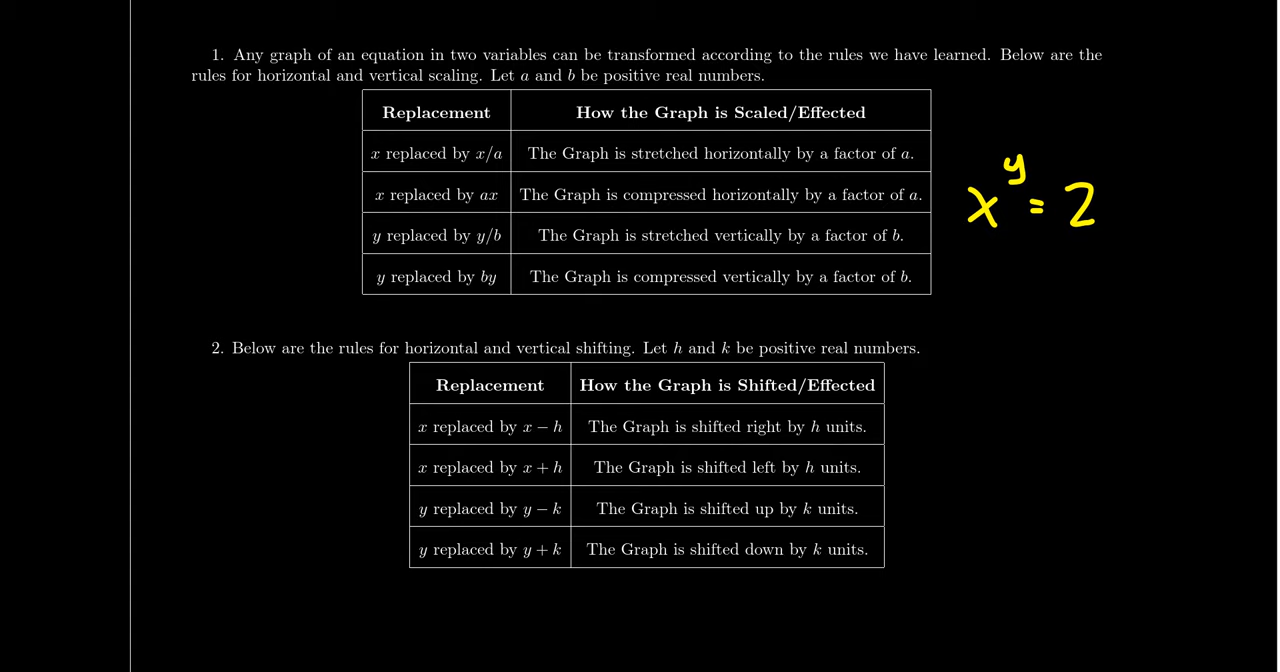 1. Any graph of an equation in two variables can be transformed according to the rules we have learned. Below are the
rules for horizontal and vertical scaling. Let a and b be positive real numbers.
Replacement How the Graph is Scaled/Effected
x replaced by x/a The Graph is stretched horizontally by a factor of a.
x replaced by ax The Graph is compressed horizontally by a factor of a.
y replaced by y/b The Graph is stretched vertically by a factor of b.
y replaced by by The Graph is compressed vertically by a factor of b.
x^y = 2
2. Below are the rules for horizontal and vertical shifting. Let h and k be positive real numbers.
Replacement How the Graph is Shifted/Effected
x replaced by x − h The Graph is shifted right by h units.
x replaced by x + h The Graph is shifted left by h units.
y replaced by y − k The Graph is shifted up by k units.
y replaced by y + k The Graph is shifted down by k units.